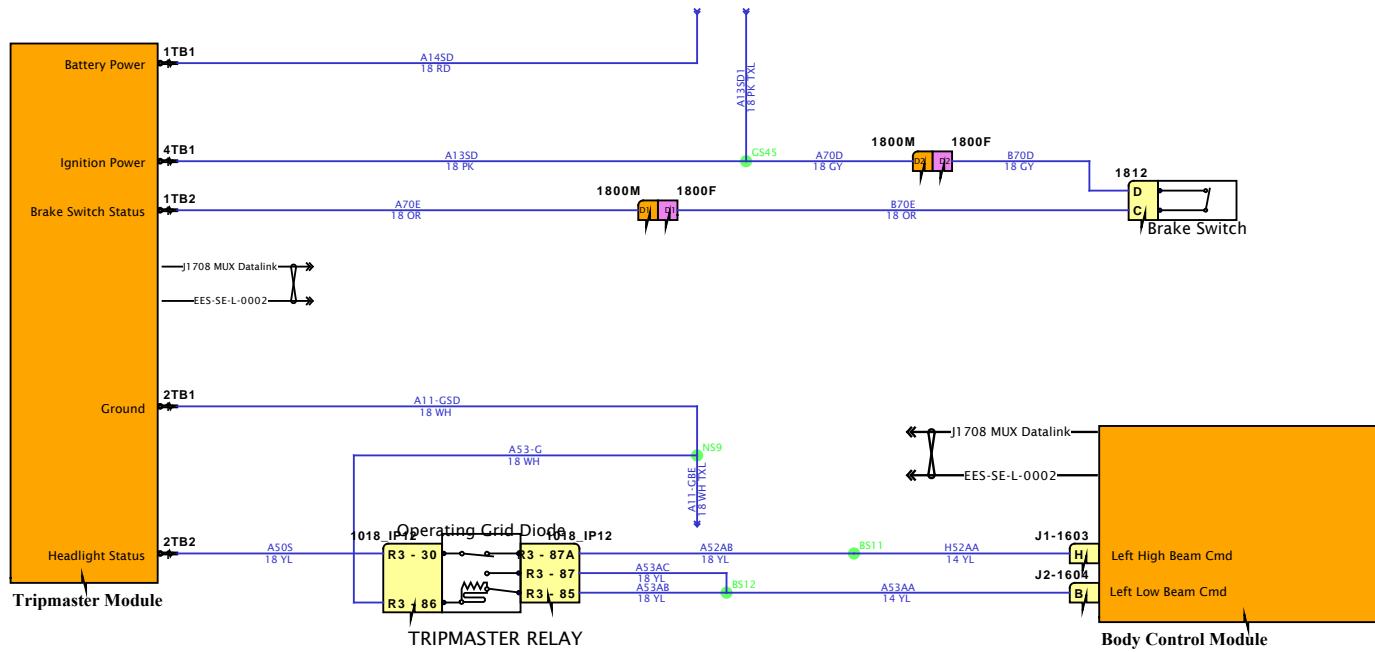 1TB1
Battery Power
A14SD
18 RD
A13SD1
18 PK TXL
4TB1
Ignition Power
A13SD
18 PK
GS45
A70D
18 GY
1800M
1800F
D2
D2
B70D
18 GY
1812
D
C
Brake Switch
1TB2
Brake Switch Status
A70E
18 OR
1800M
1800F
D1
D1
B70E
18 OR
J1708 MUX Datalink
EES-SE-L-0002
2TB1
Ground
A11-GSD
18 WH
A53-G
18 WH
NS9
A11-GBE
18 WH TXL
J1708 MUX Datalink
EES-SE-L-0002
2TB2
Headlight Status
A50S
18 YL
Operating Grid Diode
1018_IP12
1018_IP12
R3 - 30
R3 - 86
R3 - 87A
R3 - 87
R3 - 85
TRIPMASTER RELAY
A52AB
18 YL
BS11
H52AA
14 YL
A53AC
18 YL
A53AB
18 YL
BS12
A53AA
14 YL
J1-1603
H
Left High Beam Cmd
J2-1604
B
Left Low Beam Cmd
Tripmaster Module
Body Control Module